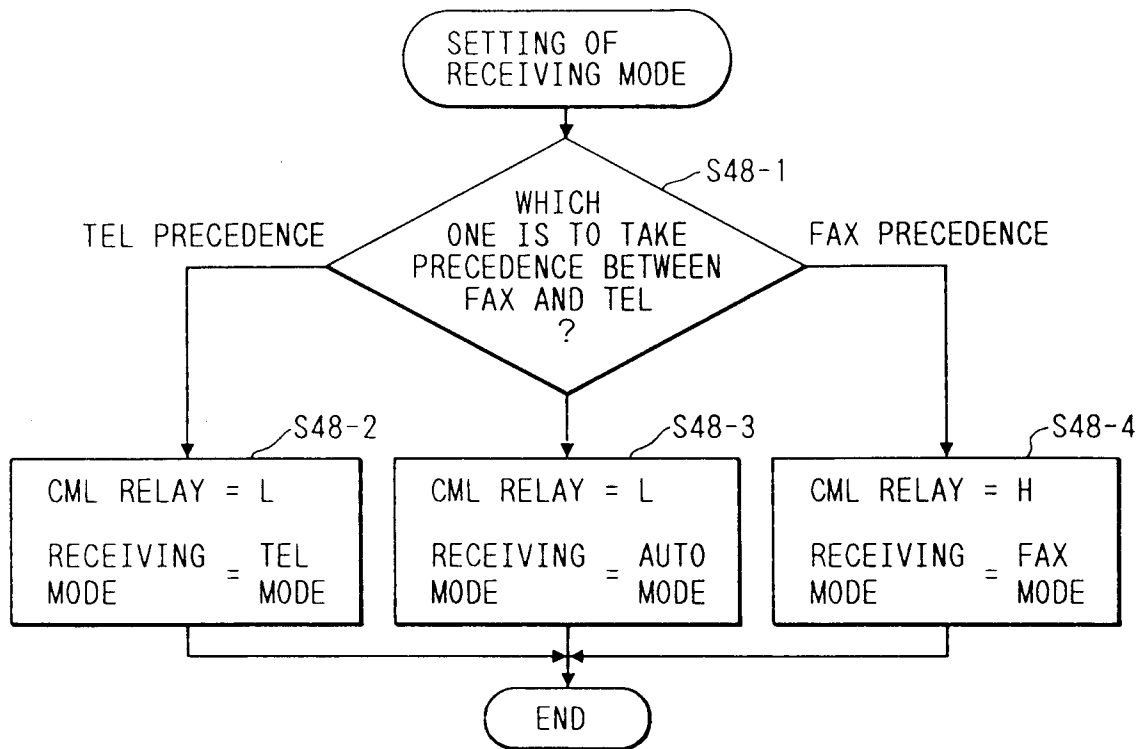 SETTING OF
RECEIVING MODE
S48-1
WHICH
ONE IS TO TAKE
PRECEDENCE BETWEEN
FAX AND TEL
?
TEL PRECEDENCE
FAX PRECEDENCE
S48-2
CML RELAY = L
RECEIVING MODE = TEL MODE
S48-3
CML RELAY = L
RECEIVING MODE = AUTO MODE
S48-4
CML RELAY = H
RECEIVING MODE = FAX MODE
END